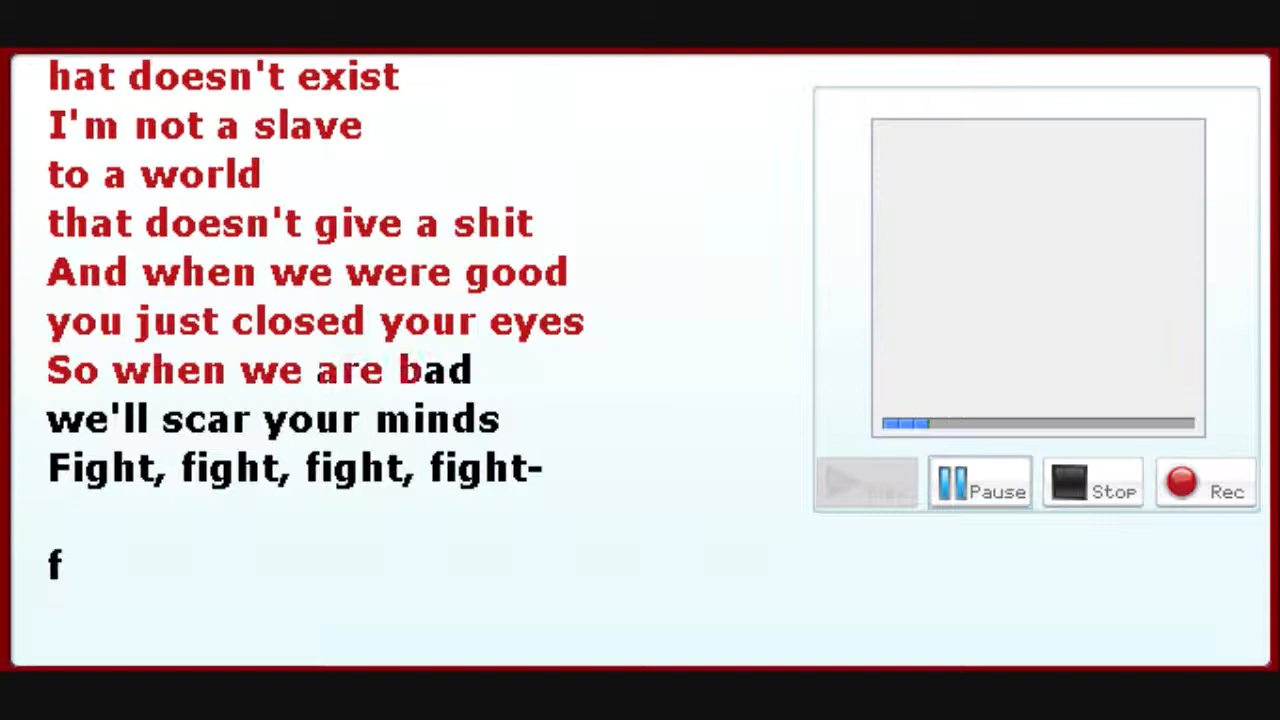 hat doesn't exist
I'm not a slave
to a world
that doesn't give a shit
And when we were good
you just closed your eyes
So when we are bad
we'll scar your minds
Fight, fight, fight, fight-
f
Pause
Stop
Rec